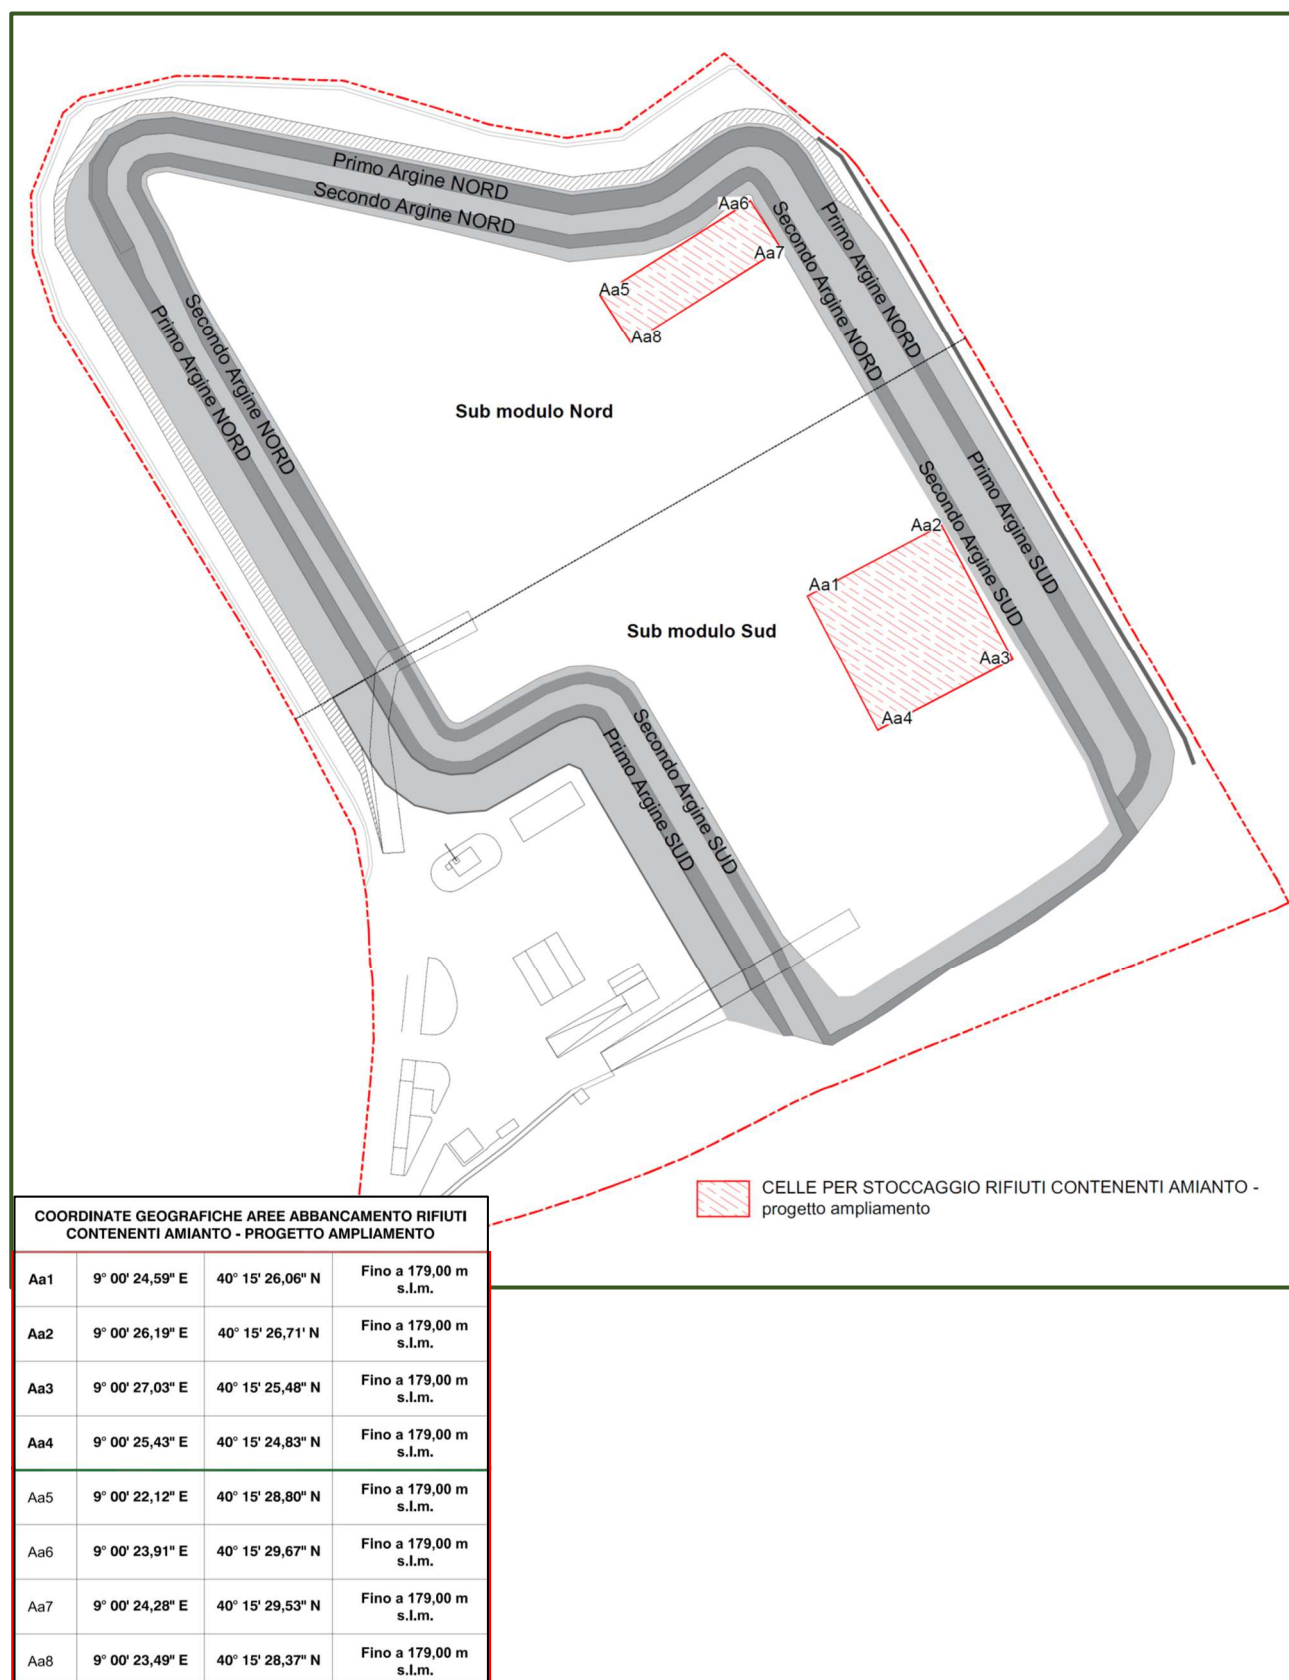 Primo Argine NORD
Secondo Argine NORD
Aa6
Aa7
Aa5
Aa8
Secondo Argine NORD
Primo Argine NORD
Secondo Argine NORD
Primo Argine NORD
Sub modulo Nord
Aa2
Aa1
Aa3
Aa4
Secondo Argine SUD
Primo Argine SUD
Sub modulo Sud
Secondo Argine SUD
Primo Argine SUD
CELLE PER STOCCAGGIO RIFIUTI CONTENENTI AMIANTO -
progetto ampliamento
COORDINATE GEOGRAFICHE AREE ABBANCAMENTO RIFIUTI
CONTENENTI AMIANTO - PROGETTO AMPLIAMENTO
Aa1 9° 00' 24,59" E 40° 15' 26,06" N Fino a 179,00 m
s.l.m.
Aa2 9° 00' 26,19" E 40° 15' 26,71' N Fino a 179,00 m
s.l.m.
Aa3 9° 00' 27,03" E 40° 15' 25,48" N Fino a 179,00 m
s.l.m.
Aa4 9° 00' 25,43" E 40° 15' 24,83" N Fino a 179,00 m
s.l.m.
Aa5 9° 00' 22,12" E 40° 15' 28,80" N Fino a 179,00 m
s.l.m.
Aa6 9° 00' 23,91" E 40° 15' 29,67" N Fino a 179,00 m
s.l.m.
Aa7 9° 00' 24,28" E 40° 15' 29,53" N Fino a 179,00 m
s.l.m.
Aa8 9° 00' 23,49" E 40° 15' 28,37" N Fino a 179,00 m
s.l.m.